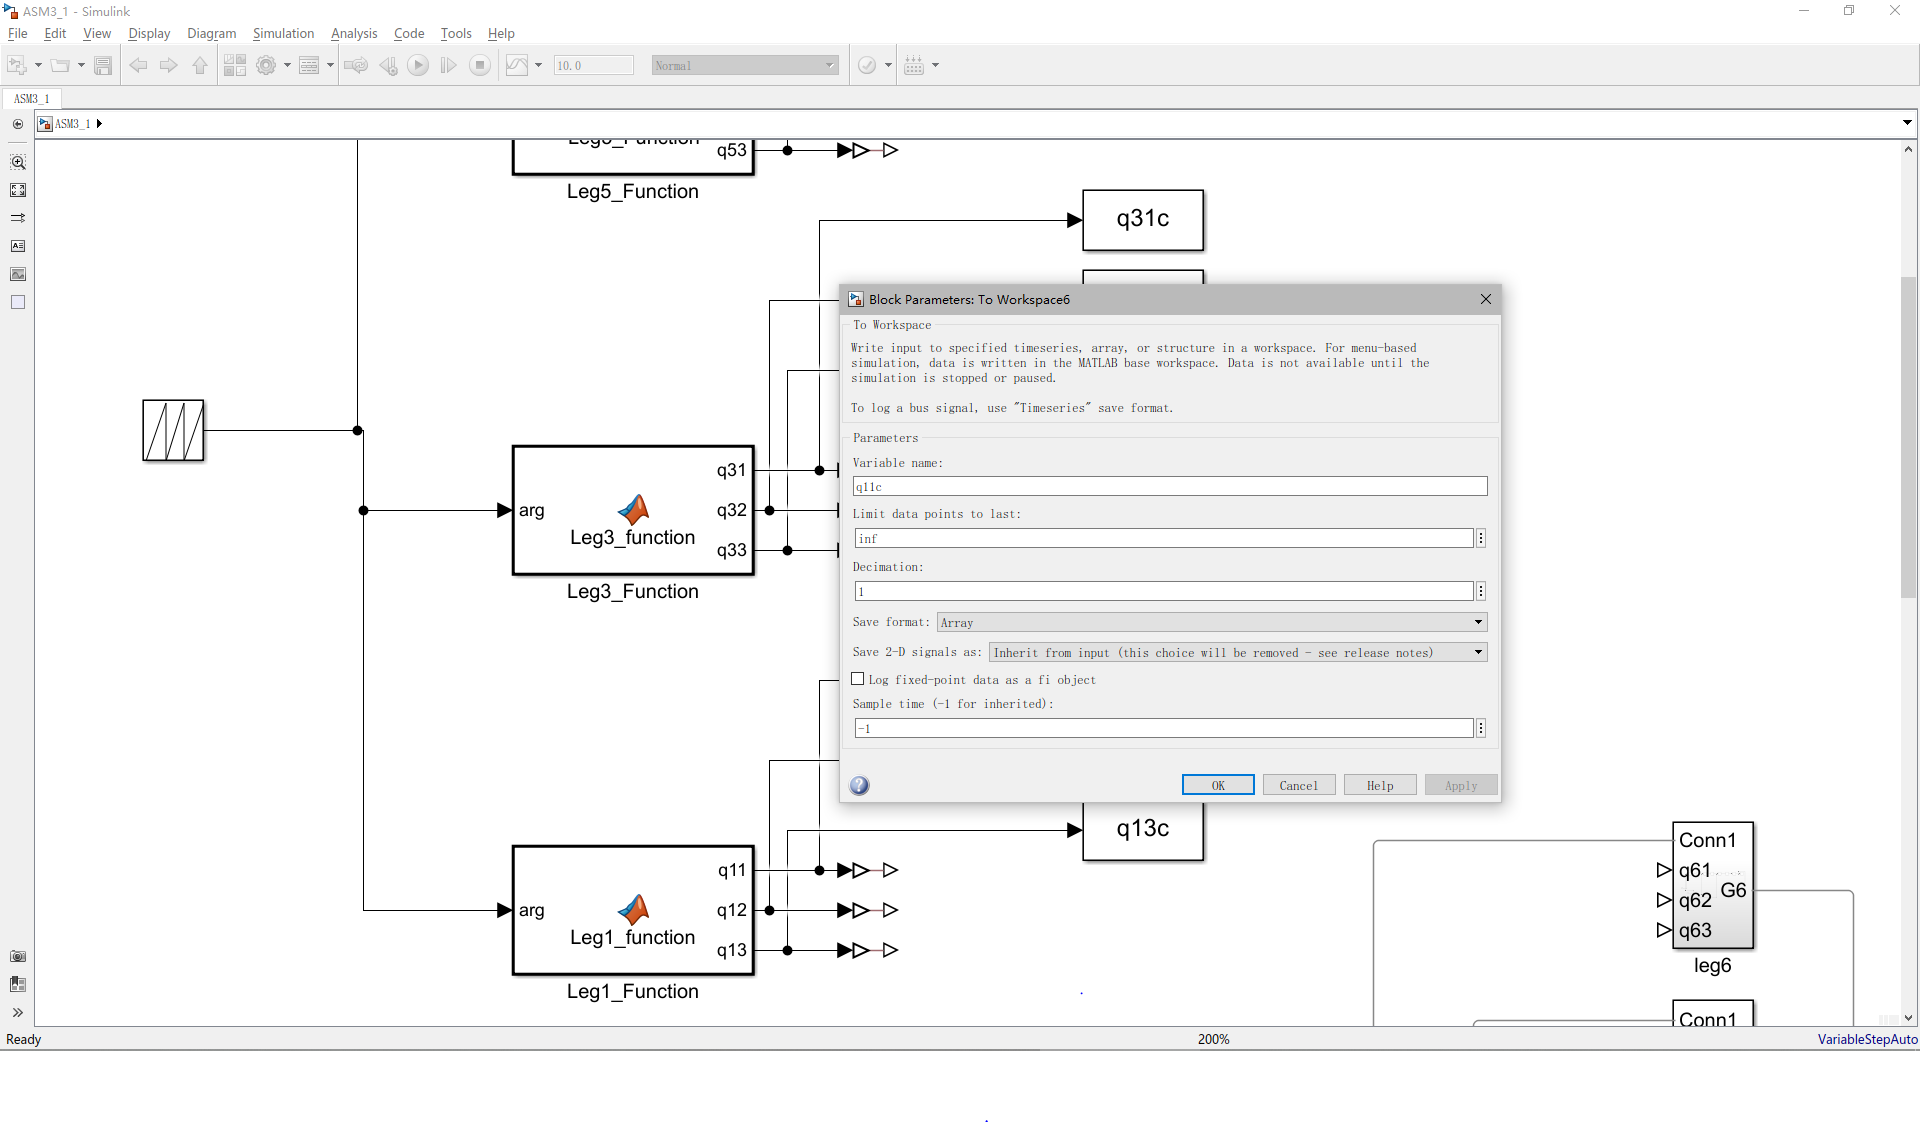 ASM3_1 - Simulink
File Edit View Display Diagram Simulation Analysis Code Tools Help
10.0 Normal
ASM3_1
ASM3_1
q53
Leg5_Function
q31c
Block Parameters: To Workspace6
To Workspace
Write input to specified timeseries, array, or structure in a workspace. For menu-based
simulation, data is written in the MATLAB base workspace. Data is not available until the
simulation is stopped or paused.
To log a bus signal, use "Timeseries" save format.
Parameters
Variable name:
q11c
Limit data points to last:
inf
Decimation:
1
Save format: Array
Save 2-D signals as: Inherit from input (this choice will be removed - see release notes)
Log fixed-point data as a fi object
Sample time (-1 for inherited):
-1
OK Cancel Help Apply
arg
q31
q32
q33
Leg3_function
Leg3_Function
q13c
arg
q11
q12
q13
Leg1_function
Leg1_Function
Conn1
q61
q62
q63
G6
leg6
Conn1
Ready 200% VariableStepAuto